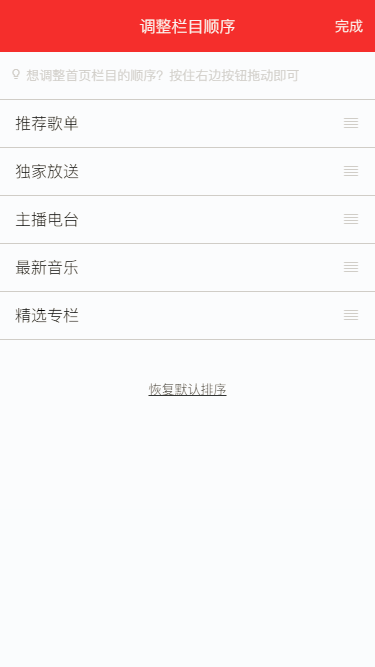 调整栏目顺序
完成
想调整首页栏目的顺序？按住右边按钮拖动即可
推荐歌单
独家放送
主播电台
最新音乐
精选专栏
恢复默认排序